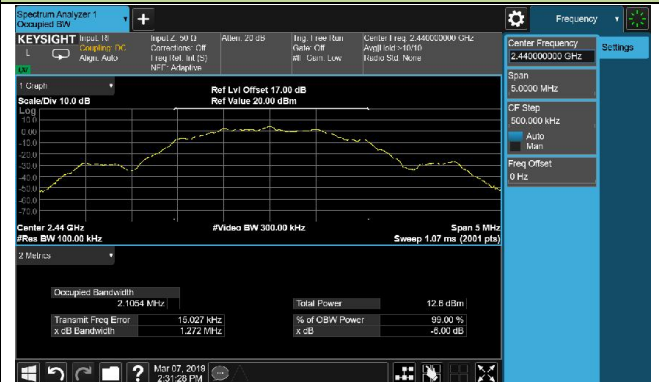 Spectrum Analyzer 1
Occupied BW
Frequency
KEYSIGHT Input: RF
Coupling: DC
Align: Auto
Input Z: 50 Ω
Corrections: Off
Freq Ref: Int (S)
NFE: Adaptive
Atten: 20 dB
Trig: Free Run
Gate: Off
#IF Gain: Low
Center Freq: 2.440000000 GHz
Avg|Hold >10/10
Radio Std: None
Center Frequency
2.440000000 GHz
Settings
Span
5.0000 MHz
CF Step
500.000 kHz
Auto
Man
Freq Offset
0 Hz
1 Graph
Scale/Div 10.0 dB
Ref Lvl Offset 17.00 dB
Ref Value 20.00 dBm
Log
10.0
0.00
-10.0
-20.0
-30.0
-40.0
-50.0
-60.0
-70.0
Center 2.44 GHz
#Res BW 100.00 kHz
#Video BW 300.00 kHz
Span 5 MHz
Sweep 1.07 ms (2001 pts)
2 Metrics
Occupied Bandwidth
2.1054 MHz
Total Power 12.6 dBm
Transmit Freq Error 15.027 kHz
% of OBW Power 99.00 %
x dB Bandwidth 1.272 MHz
x dB -6.00 dB
Mar 07, 2019
2:31:28 PM